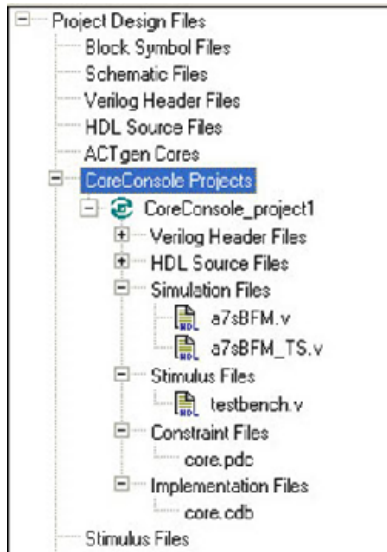 Project Design Files
Block Symbol Files
Schematic Files
Verilog Header Files
HDL Source Files
ACTgen Cores
CoreConsole Projects
CoreConsole_project1
Verilog Header Files
HDL Source Files
Simulation Files
a7sBFM.v
a7sBFM_TS.v
Stimulus Files
testbench.v
Constraint Files
core.pdc
Implementation Files
core.cdb
Stimulus Files